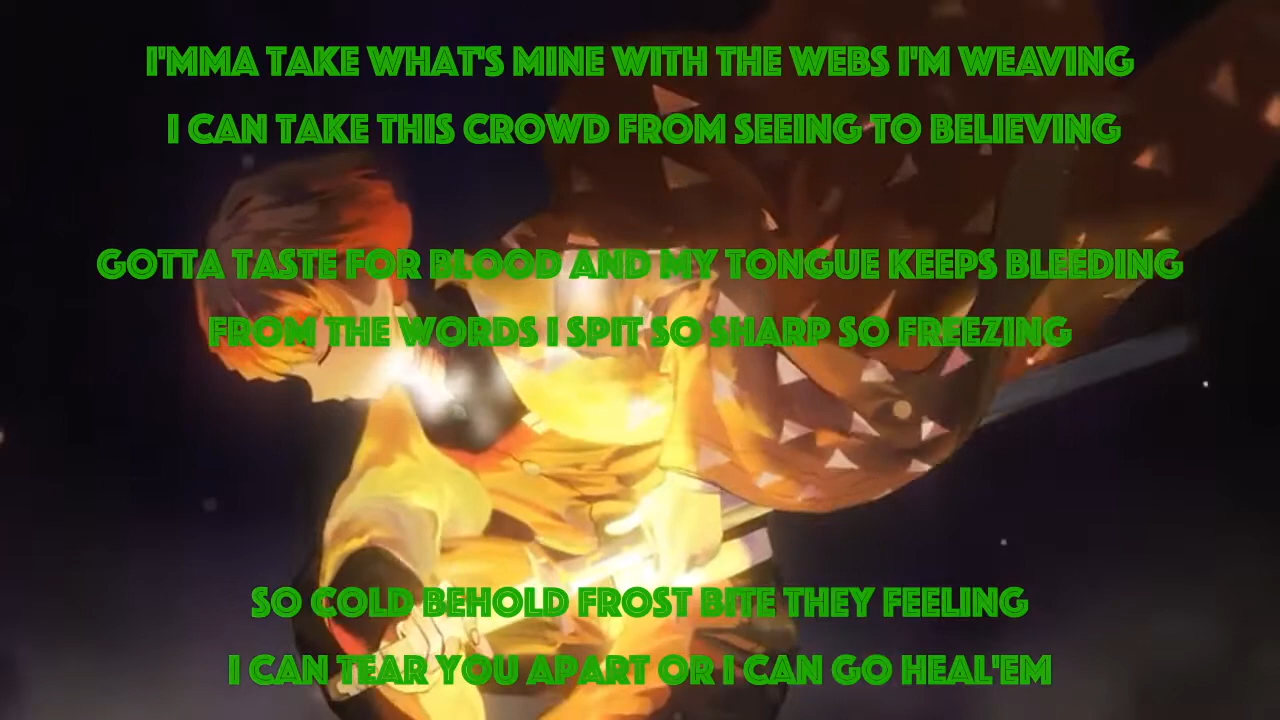 I'MMA TAKE WHAT'S MINE WITH THE WEBS I'M WEAVING
I CAN TAKE THIS CROWD FROM SEEING TO BELIEVING
GOTTA TASTE FOR BLOOD AND MY TONGUE KEEPS BLEEDING
FROM THE WORDS I SPIT SO SHARP SO FREEZING
SO COLD BEHOLD FROST BITE THEY FEELING
I CAN TEAR YOU APART OR I CAN GO HEAL'EM